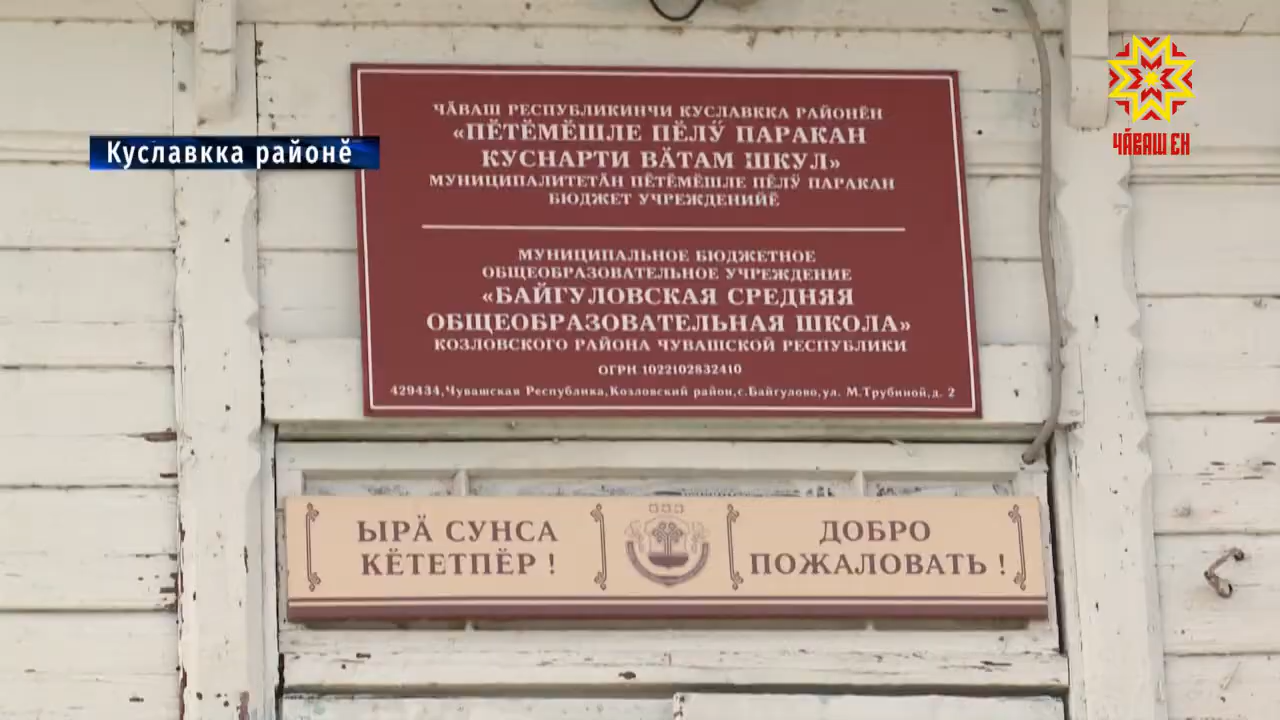 ЧĂВАШ ЕН
Куславкка районĕ
ЧĂВАШ РЕСПУБЛИКИНЧИ КУСЛАВККА РАЙОНĔН
«ПĔТĔМĔШЛЕ ПĔЛӲ ПАРАКАН
КУСНАРТИ ВĂТАМ ШКУЛ»
МУНИЦИПАЛИТЕТĂН ПĔТĔМĔШЛЕ ПĔЛӲ ПАРАКАН
БЮДЖЕТ УЧРЕЖДЕНИЙĔ
МУНИЦИПАЛЬНОЕ БЮДЖЕТНОЕ
ОБЩЕОБРАЗОВАТЕЛЬНОЕ УЧРЕЖДЕНИЕ
«БАЙГУЛОВСКАЯ СРЕДНЯЯ
ОБЩЕОБРАЗОВАТЕЛЬНАЯ ШКОЛА»
КОЗЛОВСКОГО РАЙОНА ЧУВАШСКОЙ РЕСПУБЛИКИ
ОГРН 1022102832410
429434,Чувашская Республика,Козловский район,с.Байгулово,ул. М.Трубиной,д. 2
ЫРĂ СУНСА
КĔТЕТПĔР !
ДОБРО
ПОЖАЛОВАТЬ !